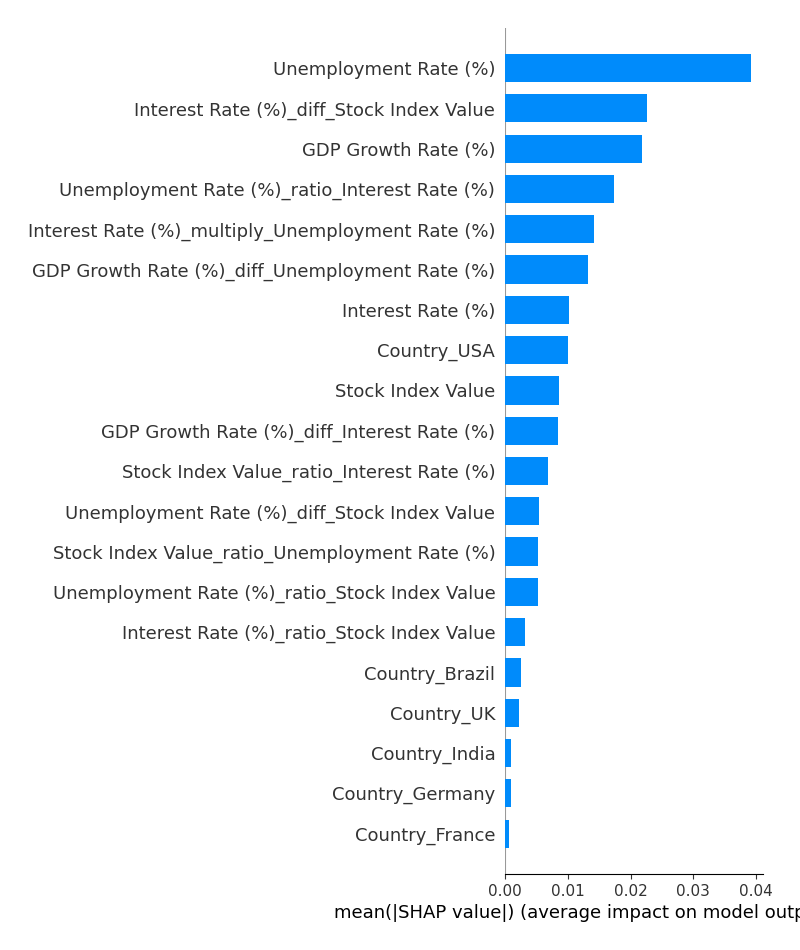 Unemployment Rate (%)
Interest Rate (%)_diff_Stock Index Value
GDP Growth Rate (%)
Unemployment Rate (%)_ratio_Interest Rate (%)
Interest Rate (%)_multiply_Unemployment Rate (%)
GDP Growth Rate (%)_diff_Unemployment Rate (%)
Interest Rate (%)
Country_USA
Stock Index Value
GDP Growth Rate (%)_diff_Interest Rate (%)
Stock Index Value_ratio_Interest Rate (%)
Unemployment Rate (%)_diff_Stock Index Value
Stock Index Value_ratio_Unemployment Rate (%)
Unemployment Rate (%)_ratio_Stock Index Value
Interest Rate (%)_ratio_Stock Index Value
Country_Brazil
Country_UK
Country_India
Country_Germany
Country_France
0.00 0.01 0.02 0.03 0.04
mean(|SHAP value|) (average impact on model outp